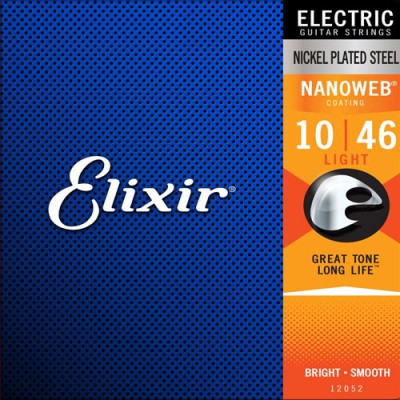 ELECTRIC
GUITAR STRINGS
NICKEL PLATED STEEL
NANOWEB®
COATING
10 | 46
LIGHT
Elixir®
e
GREAT TONE
LONG LIFE™
BRIGHT • SMOOTH
12052